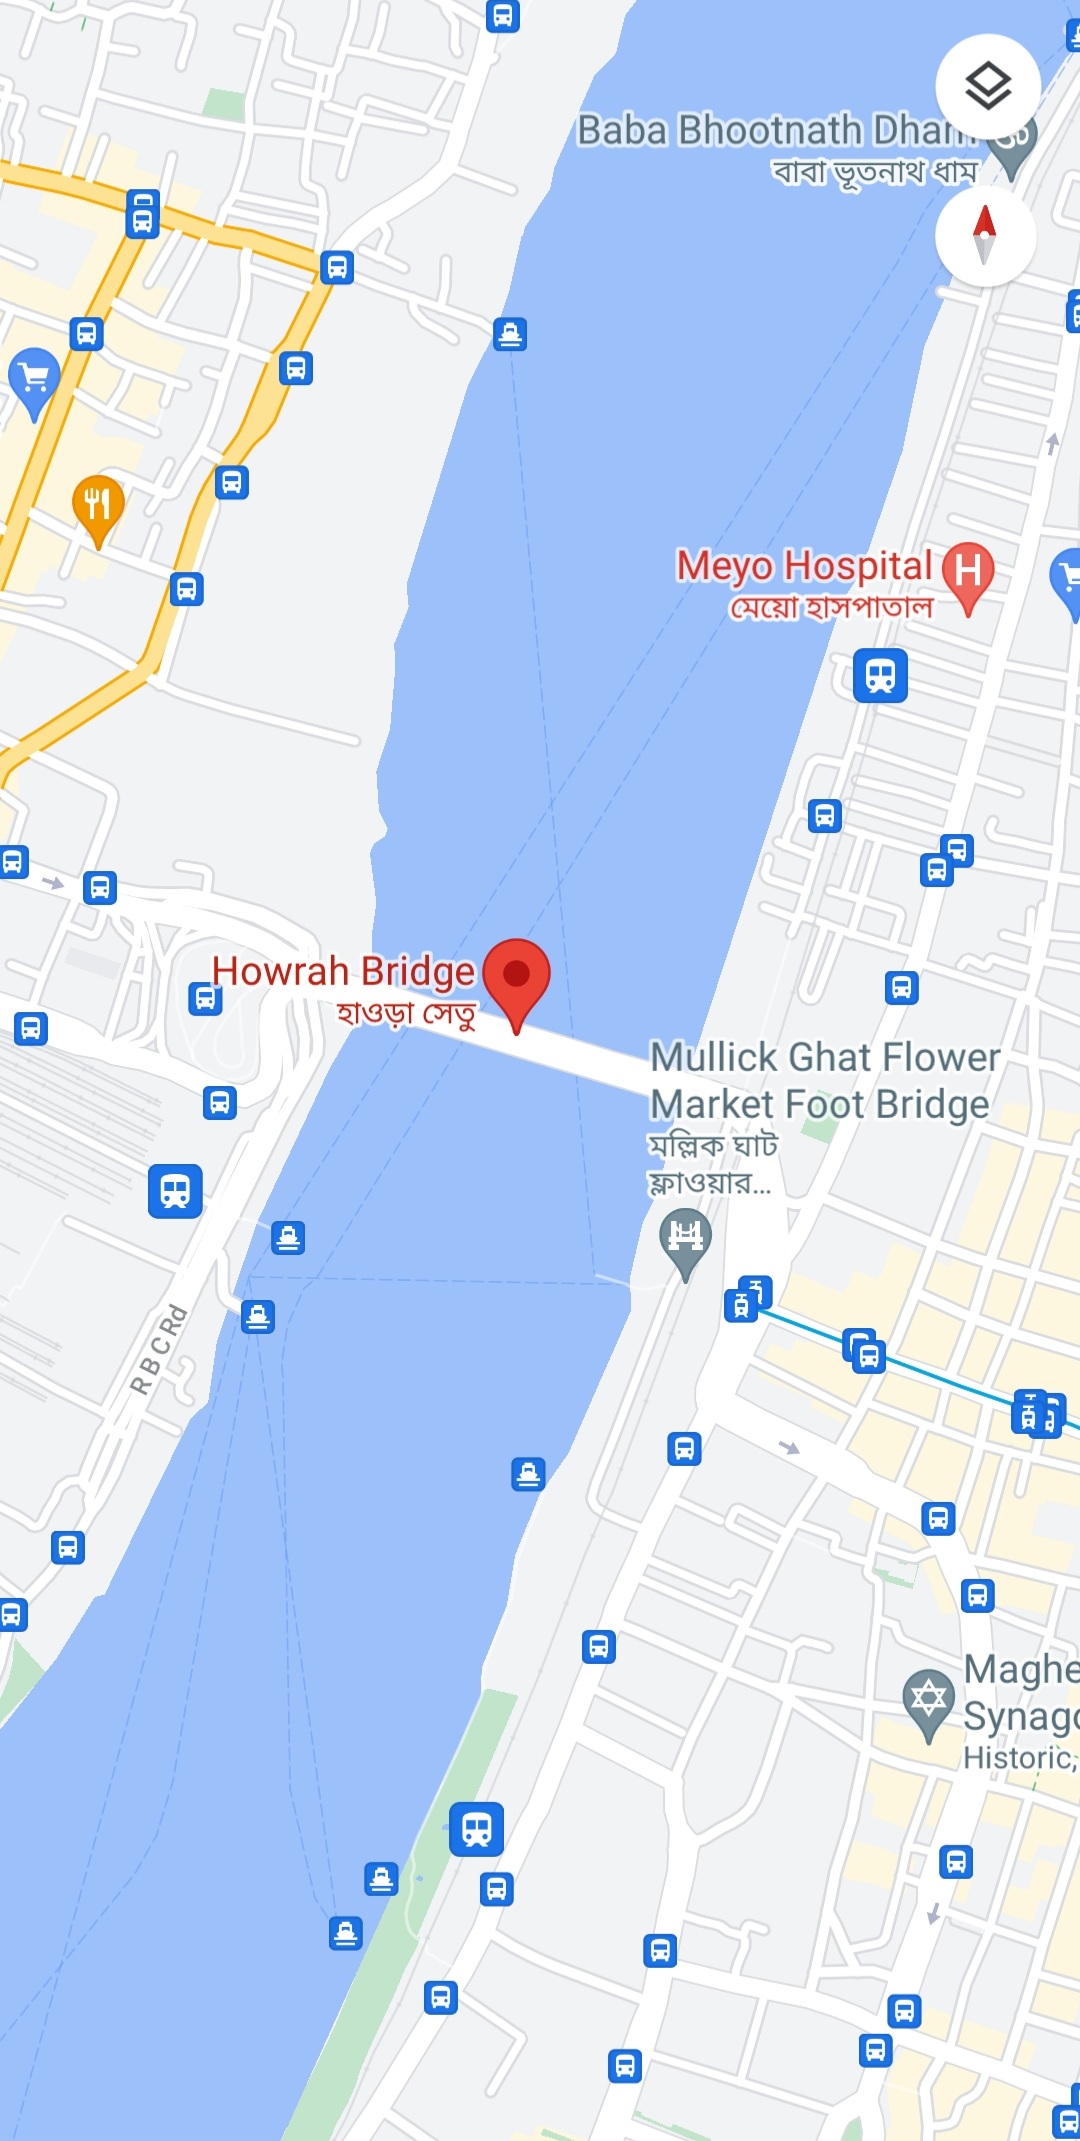 Baba Bhootnath Dham
বাবা ভূতনাথ ধাম
Meyo Hospital
মেয়ো হাসপাতাল
H
Howrah Bridge
হাওড়া সেতু
Mullick Ghat Flower
Market Foot Bridge
মল্লিক ঘাট
ফ্লাওয়ার...
R B C Rd
Maghe
Synago
Historic,